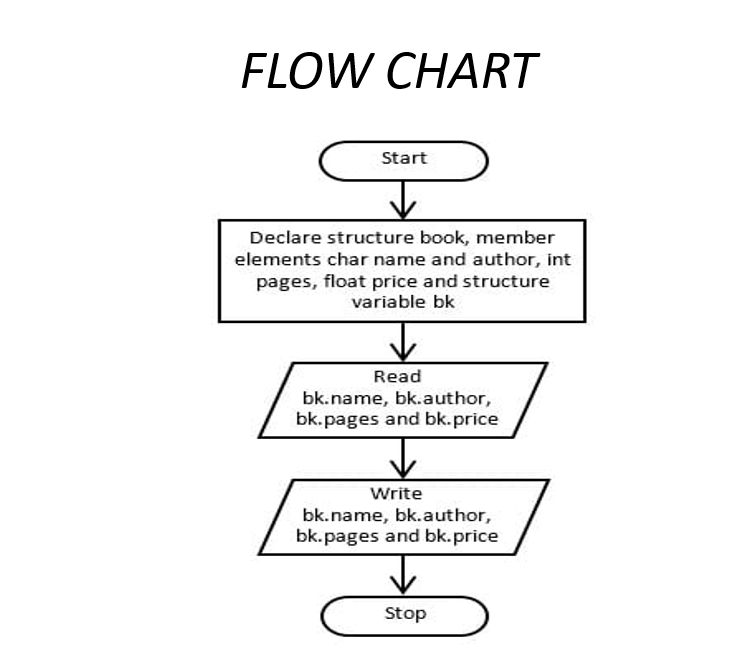 FLOW CHART
Start
Declare structure book, member
elements char name and author, int
pages, float price and structure
variable bk
Read
bk.name, bk.author,
bk.pages and bk.price
Write
bk.name, bk.author,
bk.pages and bk.price
Stop